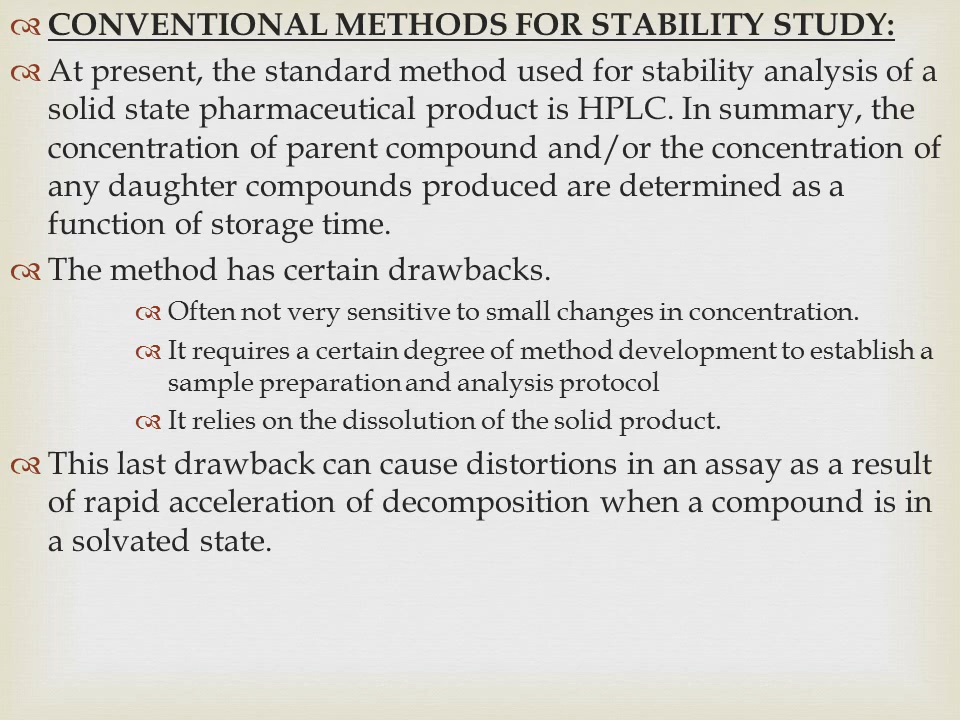 CONVENTIONAL METHODS FOR STABILITY STUDY:
At present, the standard method used for stability analysis of a
solid state pharmaceutical product is HPLC. In summary, the
concentration of parent compound and/or the concentration of
any daughter compounds produced are determined as a
function of storage time.
The method has certain drawbacks.
Often not very sensitive to small changes in concentration.
It requires a certain degree of method development to establish a
sample preparation and analysis protocol
It relies on the dissolution of the solid product.
This last drawback can cause distortions in an assay as a result
of rapid acceleration of decomposition when a compound is in
a solvated state.